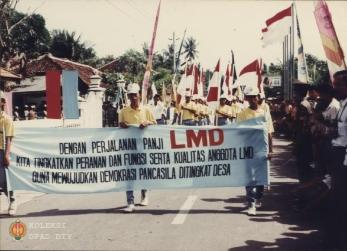 DENGAN PERJALANAN PANJI LMD
KITA TINGKATKAN PERANAN DAN FUNGSI SERTA KUALITAS ANGGOTA LMD
GUNA MEWUJUDKAN DEMOKRASI PANCASILA DITINGKAT DESA
KOLEKSI
DPAD DIY